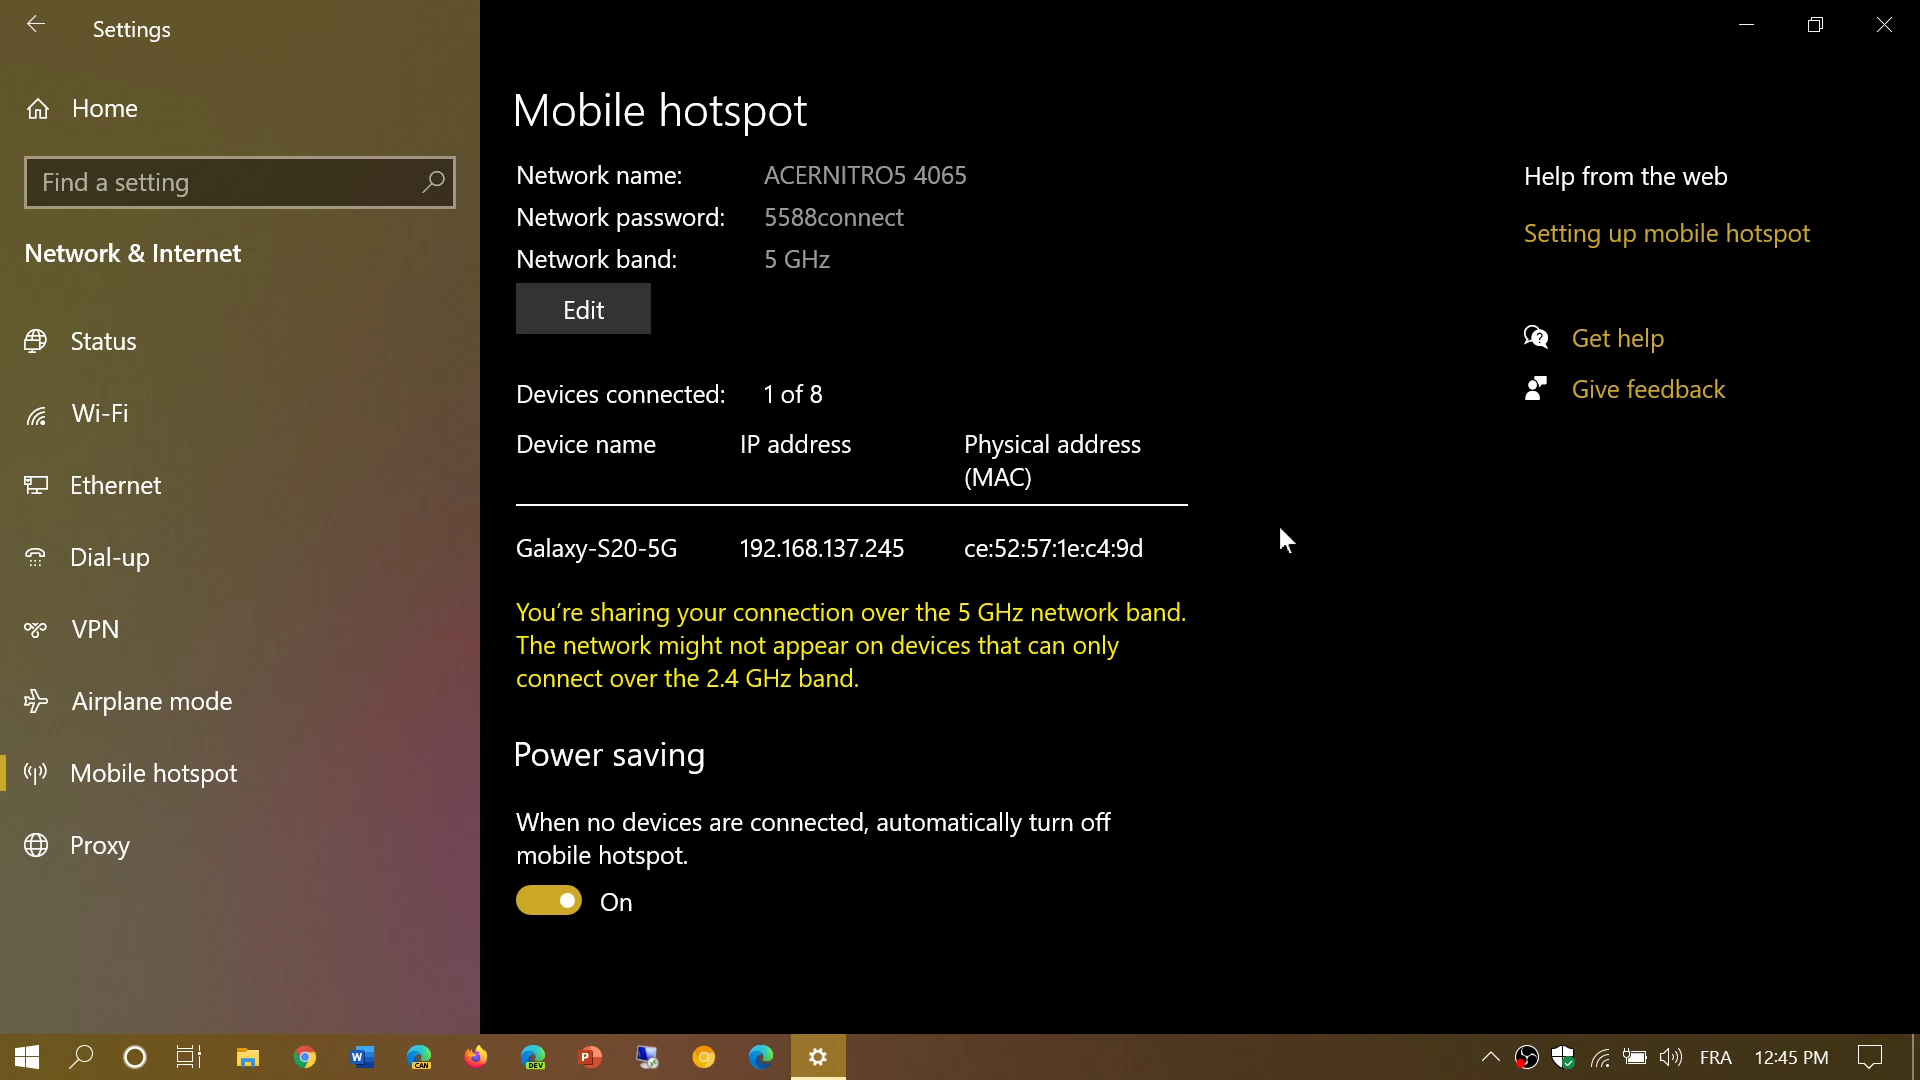 Settings
Home
Find a setting
Network & Internet
Status
Wi-Fi
Ethernet
Dial-up
VPN
Airplane mode
Mobile hotspot
Proxy
Mobile hotspot
Network name: ACERNITRO5 4065
Network password: 5588connect
Network band: 5 GHz
Edit
Devices connected: 1 of 8
Device name IP address Physical address
(MAC)
Galaxy-S20-5G 192.168.137.245 ce:52:57:1e:c4:9d
You’re sharing your connection over the 5 GHz network band.
The network might not appear on devices that can only
connect over the 2.4 GHz band.
Power saving
When no devices are connected, automatically turn off
mobile hotspot.
On
Help from the web
Setting up mobile hotspot
Get help
Give feedback
W CAN DEV P FRA 12:45 PM